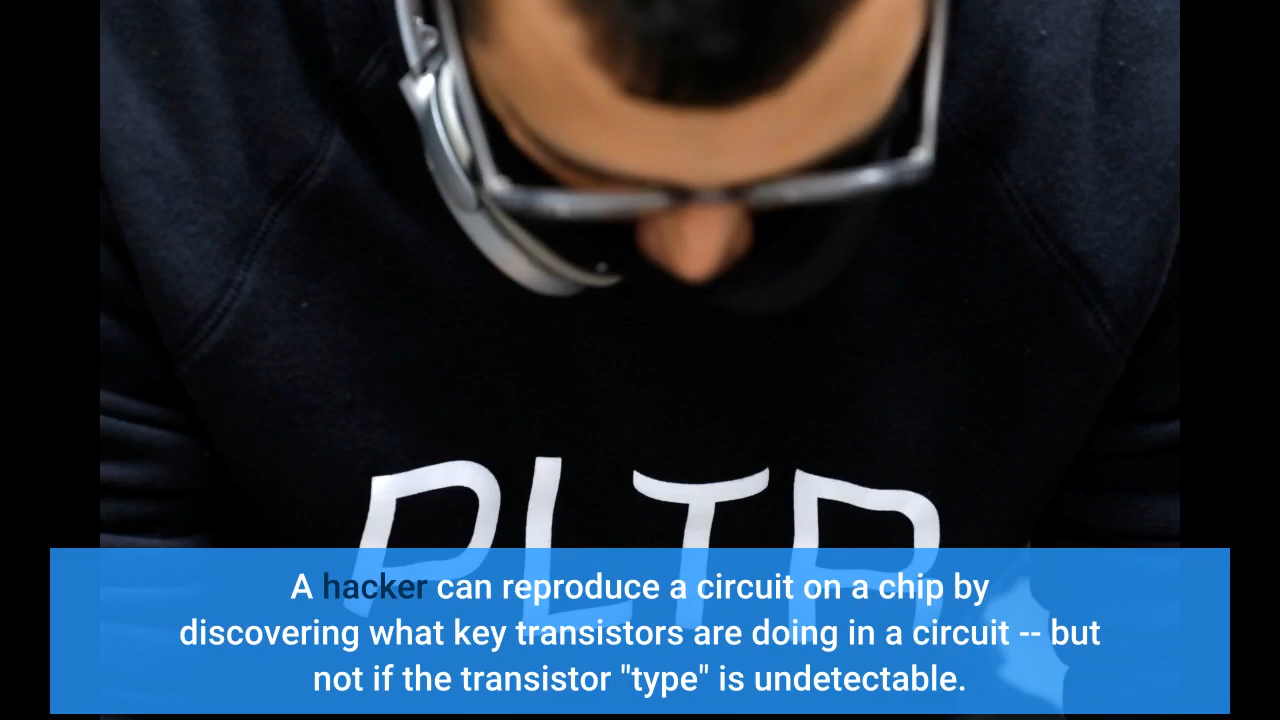 PLTR
A hacker can reproduce a circuit on a chip by
discovering what key transistors are doing in a circuit -- but
not if the transistor "type" is undetectable.